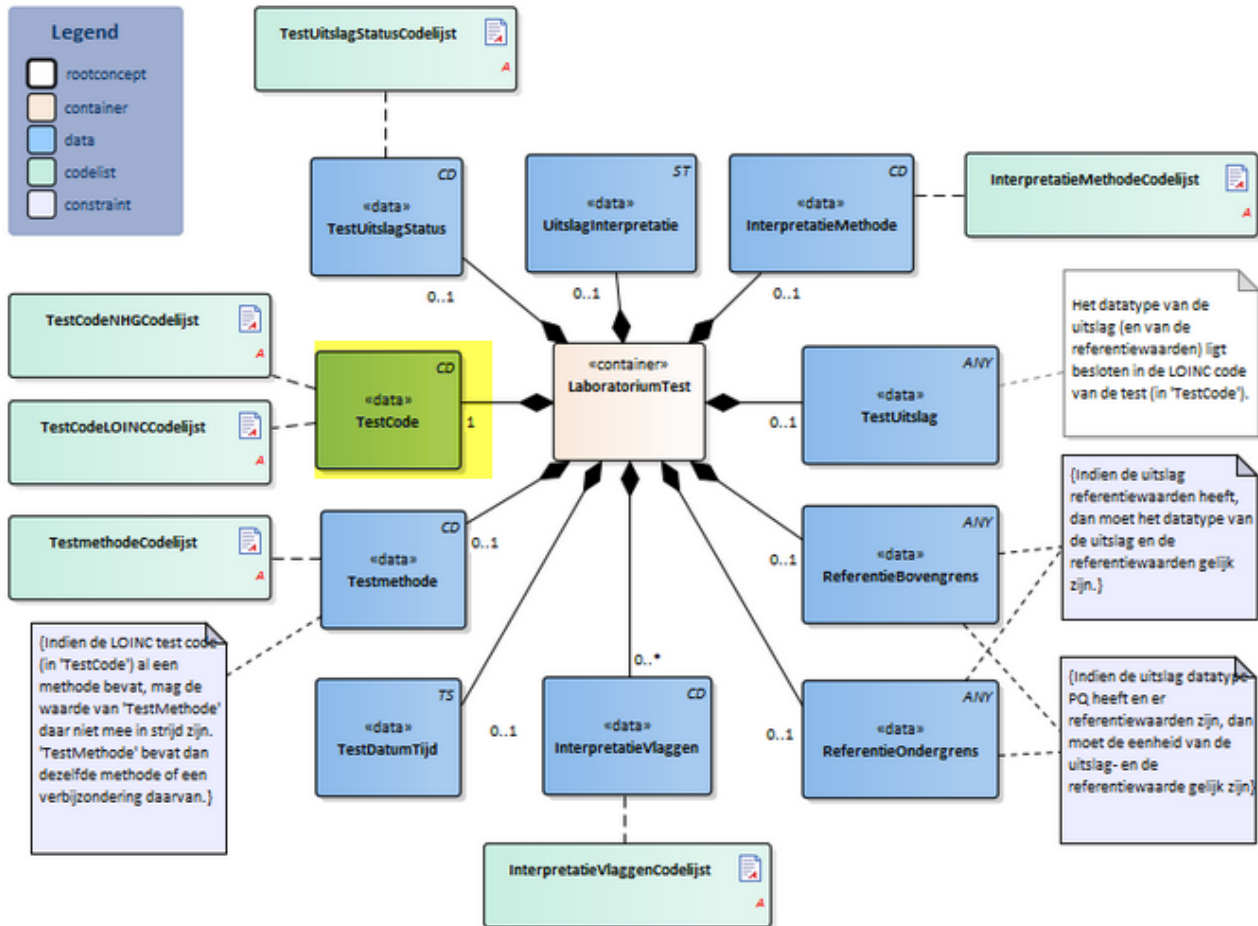 Legend
rootconcept
container
data
codelist
constraint
TestUitslagStatusCodelijst
A
CD
«data»
TestUitslagStatus
0..1
ST
«data»
UitslagInterpretatie
0..1
CD
«data»
InterpretatieMethode
0..1
InterpretatieMethodeCodelijst
A
TestCodeNHGCodelijst
A
TestCodeLOINCCodelijst
A
CD
«data»
TestCode
1
«container»
LaboratoriumTest
ANY
«data»
TestUitslag
0..1
Het datatype van de
uitslag (en van de
referentiewaarden) ligt
besloten in de LOINC code
van de test (in 'TestCode').
TestmethodeCodelijst
A
CD
«data»
Testmethode
0..1
ANY
«data»
ReferentieBovengrens
0..1
{Indien de uitslag
referentiewaarden heeft,
dan moet het datatype van
de uitslag en de
referentiewaarden gelijk
zijn.}
{Indien de LOINC test code
(in 'TestCode') al een
methode bevat, mag de
waarde van 'TestMethode'
daar niet mee in strijd zijn.
'TestMethode' bevat dan
dezelfde methode of een
verbijzondering daarvan.}
TS
«data»
TestDatumTijd
0..1
0..*
CD
«data»
InterpretatieVlaggen
ANY
«data»
ReferentieOndergrens
0..1
{Indien de uitslag datatype
PQ heeft en er
referentiewaarden zijn, dan
moet de eenheid van de
uitslag- en de
referentiewaarde gelijk zijn}
InterpretatieVlaggenCodelijst
A